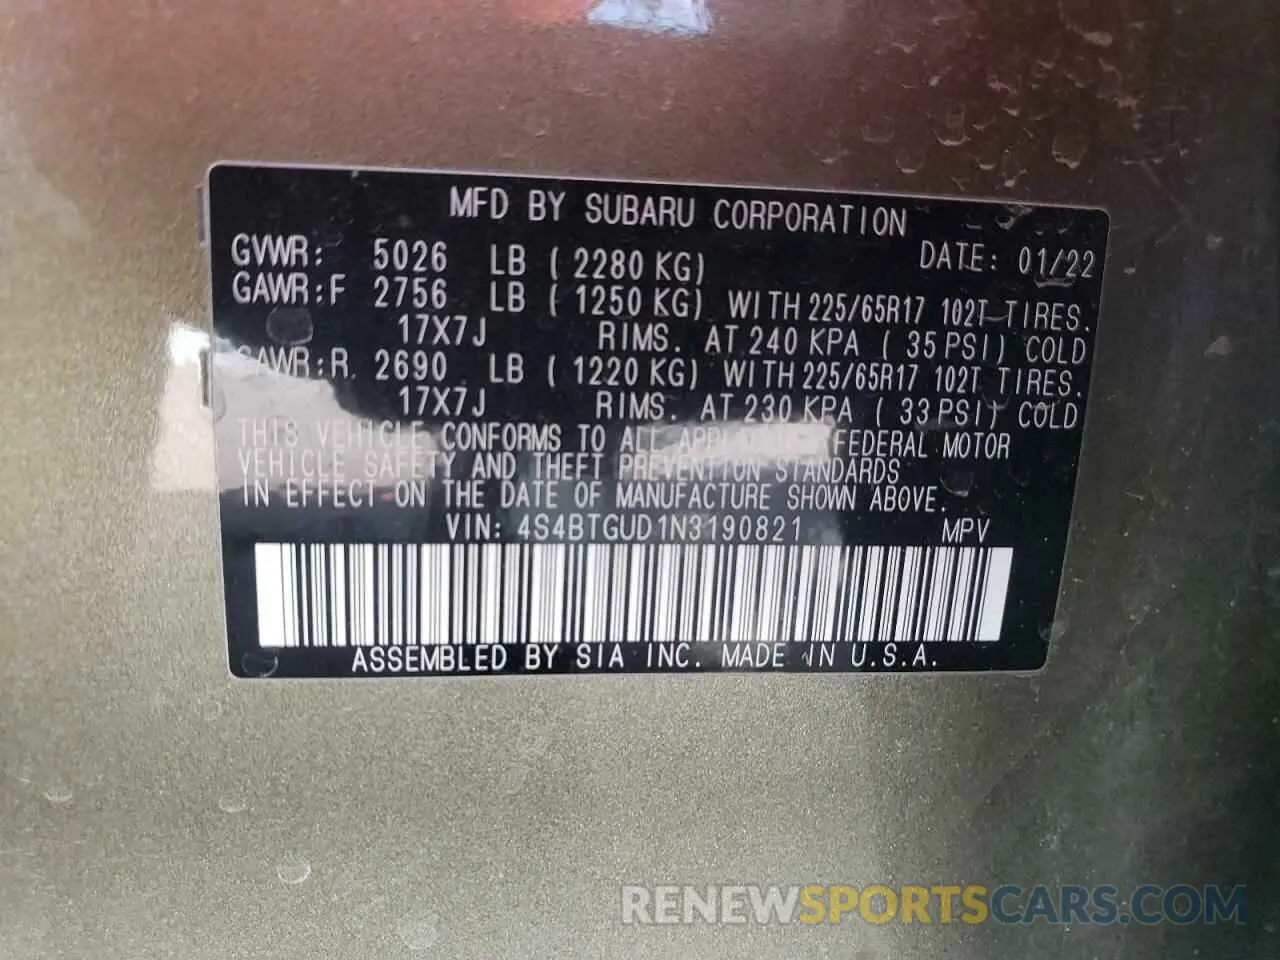 MFD BY SUBARU CORPORATION
GVWR: 5026 LB (2280 KG) DATE: 01/22
GAWR:F 2756 LB (1250 KG) WITH 225/65R17 102T TIRES.
17X7J RIMS. AT 240 KPA (35 PSI) COLD
GAWR:R. 2690 LB (1220 KG) WITH 225/65R17 102T TIRES.
17X7J RIMS. AT 230 KPA (33 PSI) COLD
THIS VEHICLE CONFORMS TO ALL APPLICABLE FEDERAL MOTOR
VEHICLE SAFETY AND THEFT PREVENTION STANDARDS
IN EFFECT ON THE DATE OF MANUFACTURE SHOWN ABOVE.
VIN: 4S4BTGUD1N3190821 MPV
ASSEMBLED BY SIA INC. MADE IN U.S.A.
RENEWSPORTSCARS.COM